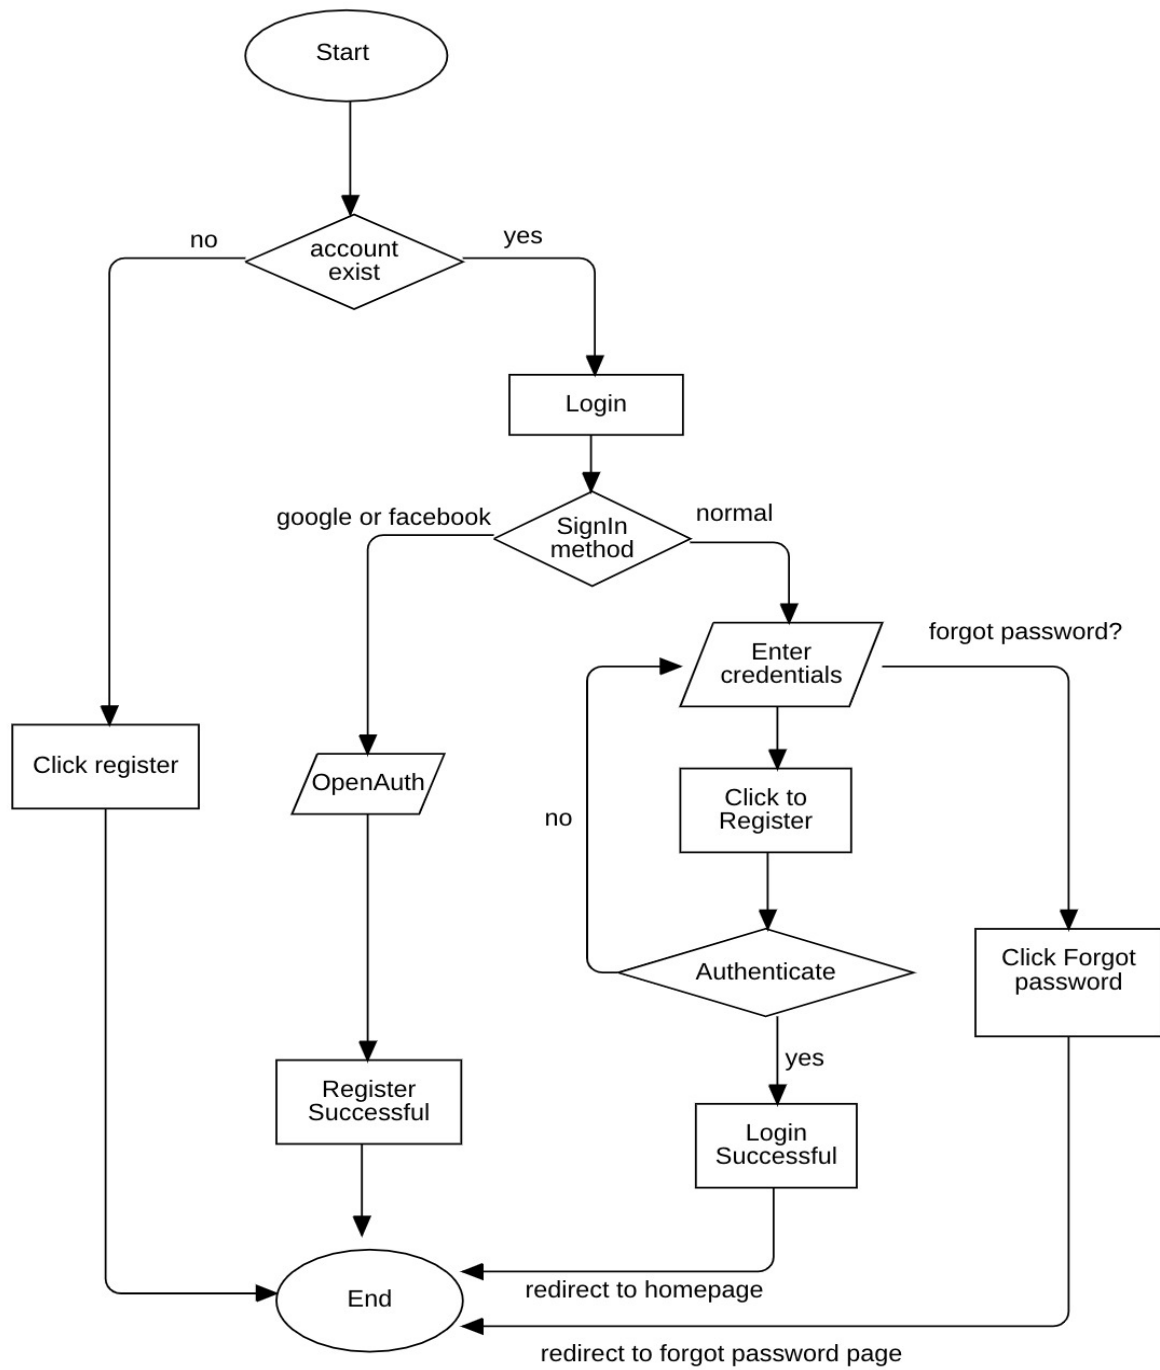 Start
no
yes
account
exist
Login
google or facebook
SignIn
method
normal
Enter
credentials
forgot password?
Click register
OpenAuth
Click to
Register
no
Authenticate
Click Forgot
password
yes
Register
Successful
Login
Successful
End
redirect to homepage
redirect to forgot password page